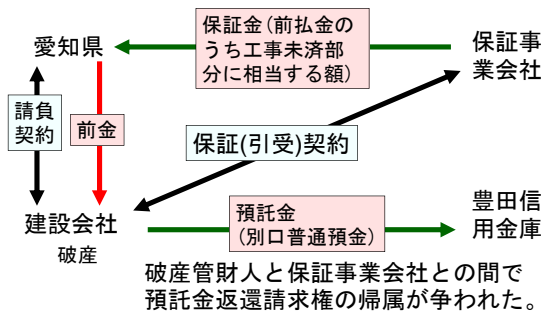 保証金(前払金の
うち工事未済部
分に相当する額)
愛知県
保証事
業会社
請負
契約
前金
保証(引受)契約
建設会社
破産
預託金
(別口普通預金)
豊田信
用金庫
破産管財人と保証事業会社との間で
預託金返還請求権の帰属が争われた。